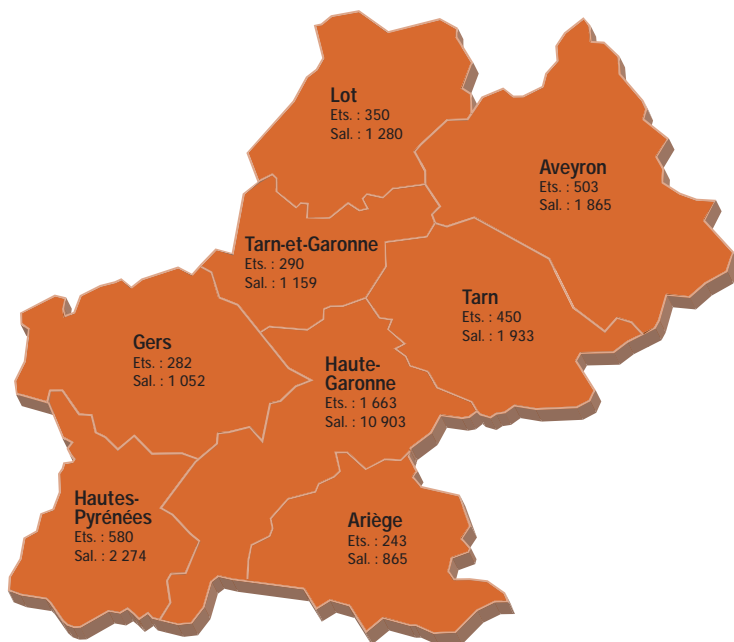 Lot
Ets. : 350
Sal. : 1 280
Aveyron
Ets. : 503
Sal. : 1 865
Tarn-et-Garonne
Ets. : 290
Sal. : 1 159
Tarn
Ets. : 450
Sal. : 1 933
Gers
Ets. : 282
Sal. : 1 052
Haute-
Garonne
Ets. : 1 663
Sal. : 10 903
Hautes-
Pyrénées
Ets. : 580
Sal. : 2 274
Ariège
Ets. : 243
Sal. : 865